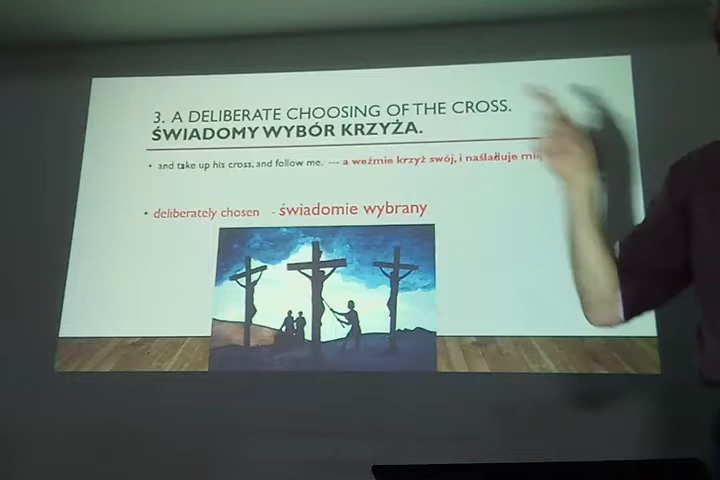 3. A DELIBERATE CHOOSING OF THE CROSS.
ŚWIADOMY WYBÓR KRZYŻA.
• and take up his cross, and follow me. --- a weźmie krzyż swój, i naśladuje
• deliberately chosen - świadomie wybrany